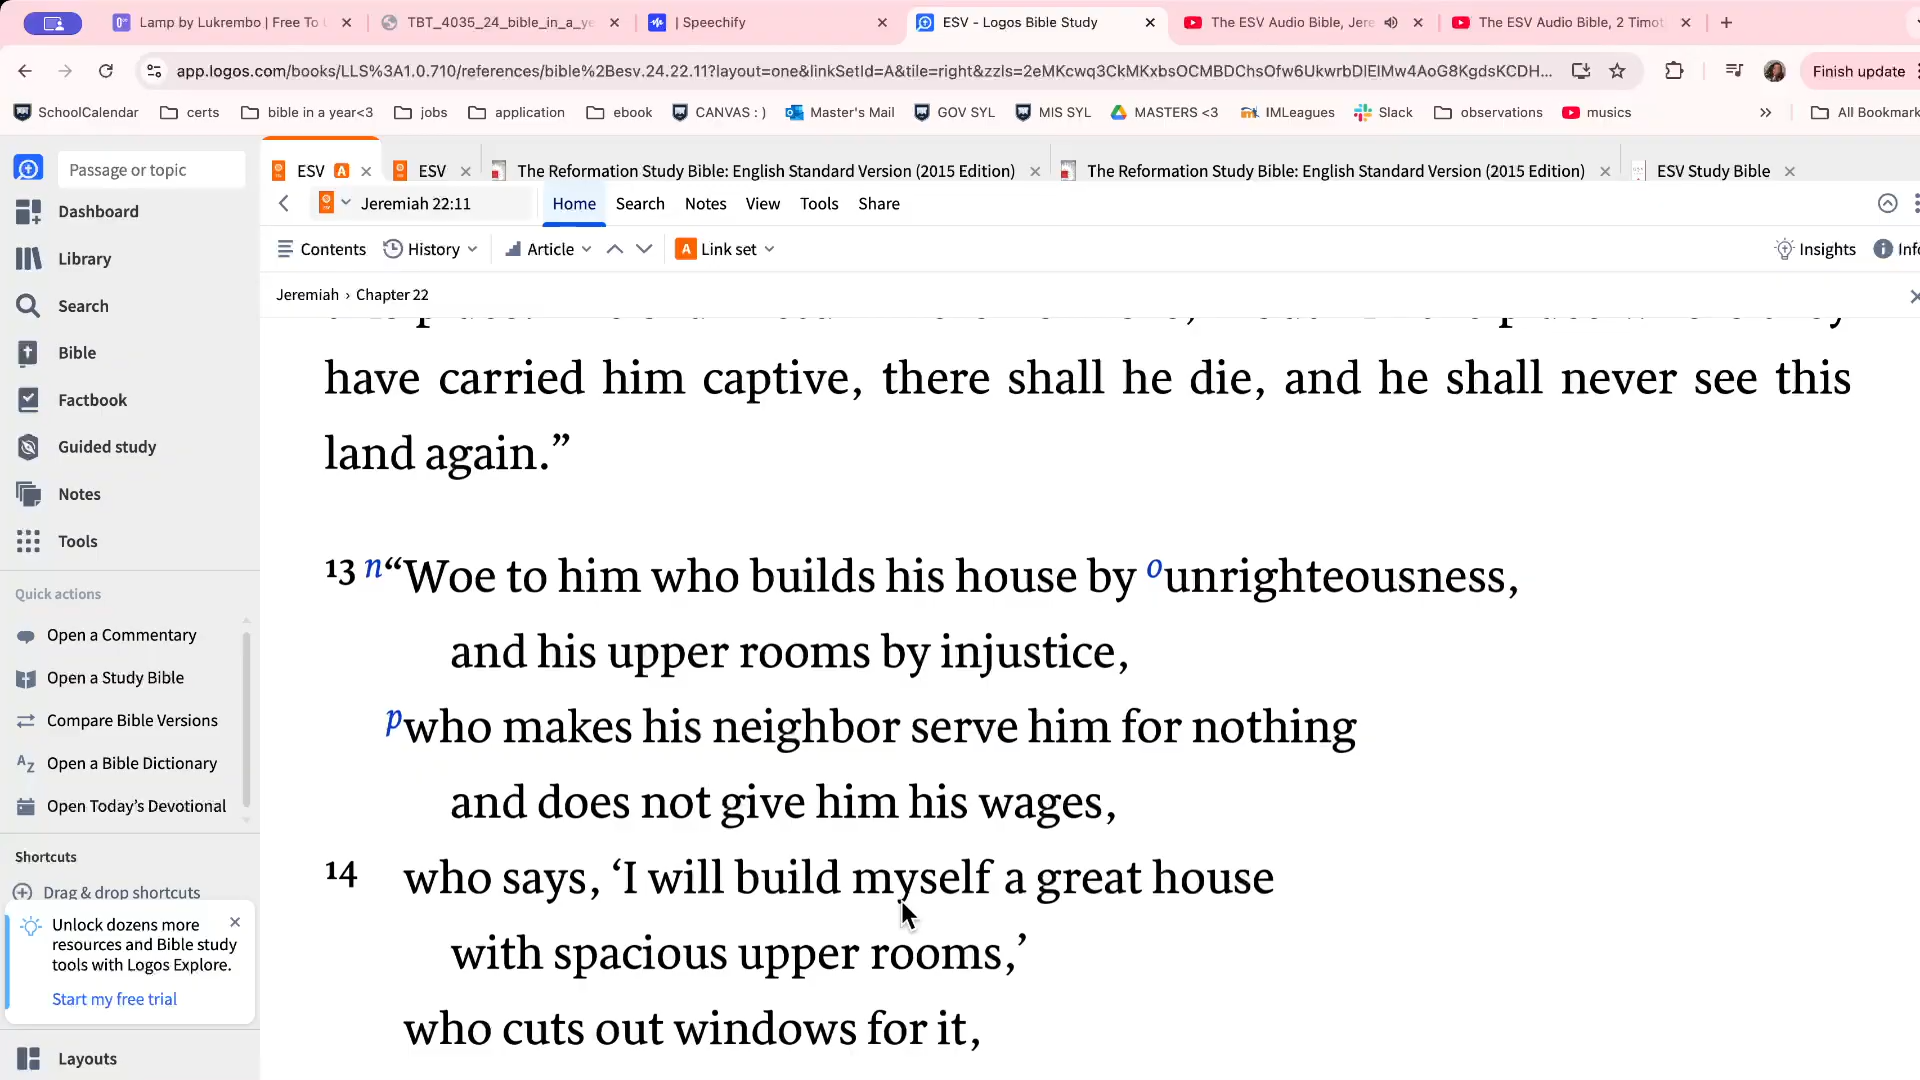 Lamp by Lukrembo | Free To U
TBT_4035_24_bible_in_a_ye
| Speechify
ESV - Logos Bible Study
The ESV Audio Bible, Jere
The ESV Audio Bible, 2 Timot
app.logos.com/books/LLS%3A1.0.710/references/bible%2Besv.24.22.11?layout=one&linkSetId=A&tile=right&zzls=2eMKcwq3CkMKxbsOCMBDChsOfw6UkwrbDlElMw4AoG8KgdsKCDH...
Finish update
SchoolCalendar
certs
bible in a year<3
jobs
application
ebook
CANVAS : )
Master's Mail
GOV SYL
MIS SYL
MASTERS <3
IMLeagues
Slack
observations
musics
»
All Bookmark
Passage or topic
ESV A
ESV
The Reformation Study Bible: English Standard Version (2015 Edition)
The Reformation Study Bible: English Standard Version (2015 Edition)
ESV Study Bible
Jeremiah 22:11
Home
Search
Notes
View
Tools
Share
Contents
History
Article
A Link set
Insights
Info
Jeremiah › Chapter 22
Dashboard
Library
Search
Bible
Factbook
Guided study
Notes
Tools
Quick actions
Open a Commentary
Open a Study Bible
Compare Bible Versions
Open a Bible Dictionary
Open Today’s Devotional
Shortcuts
Drag & drop shortcuts
Unlock dozens more
resources and Bible study
tools with Logos Explore.
Start my free trial
Layouts
have carried him captive, there shall he die, and he shall never see this
land again.”
13 n“Woe to him who builds his house by ounrighteousness,
and his upper rooms by injustice,
pwho makes his neighbor serve him for nothing
and does not give him his wages,
14 who says, ‘I will build myself a great house
with spacious upper rooms,’
who cuts out windows for it,